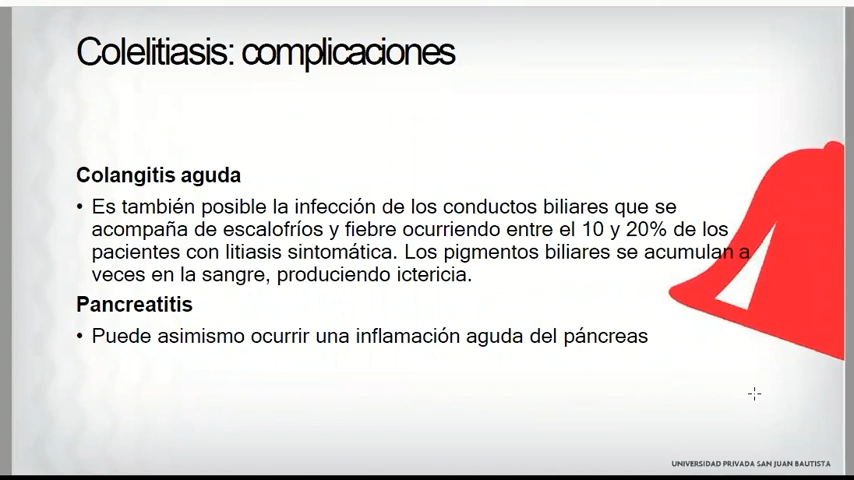 Colelitiasis: complicaciones
Colangitis aguda
• Es también posible la infección de los conductos biliares que se
acompaña de escalofríos y fiebre ocurriendo entre el 10 y 20% de los
pacientes con litiasis sintomática. Los pigmentos biliares se acumulan a
veces en la sangre, produciendo ictericia.
Pancreatitis
• Puede asimismo ocurrir una inflamación aguda del páncreas
UNIVERSIDAD PRIVADA SAN JUAN BAUTISTA